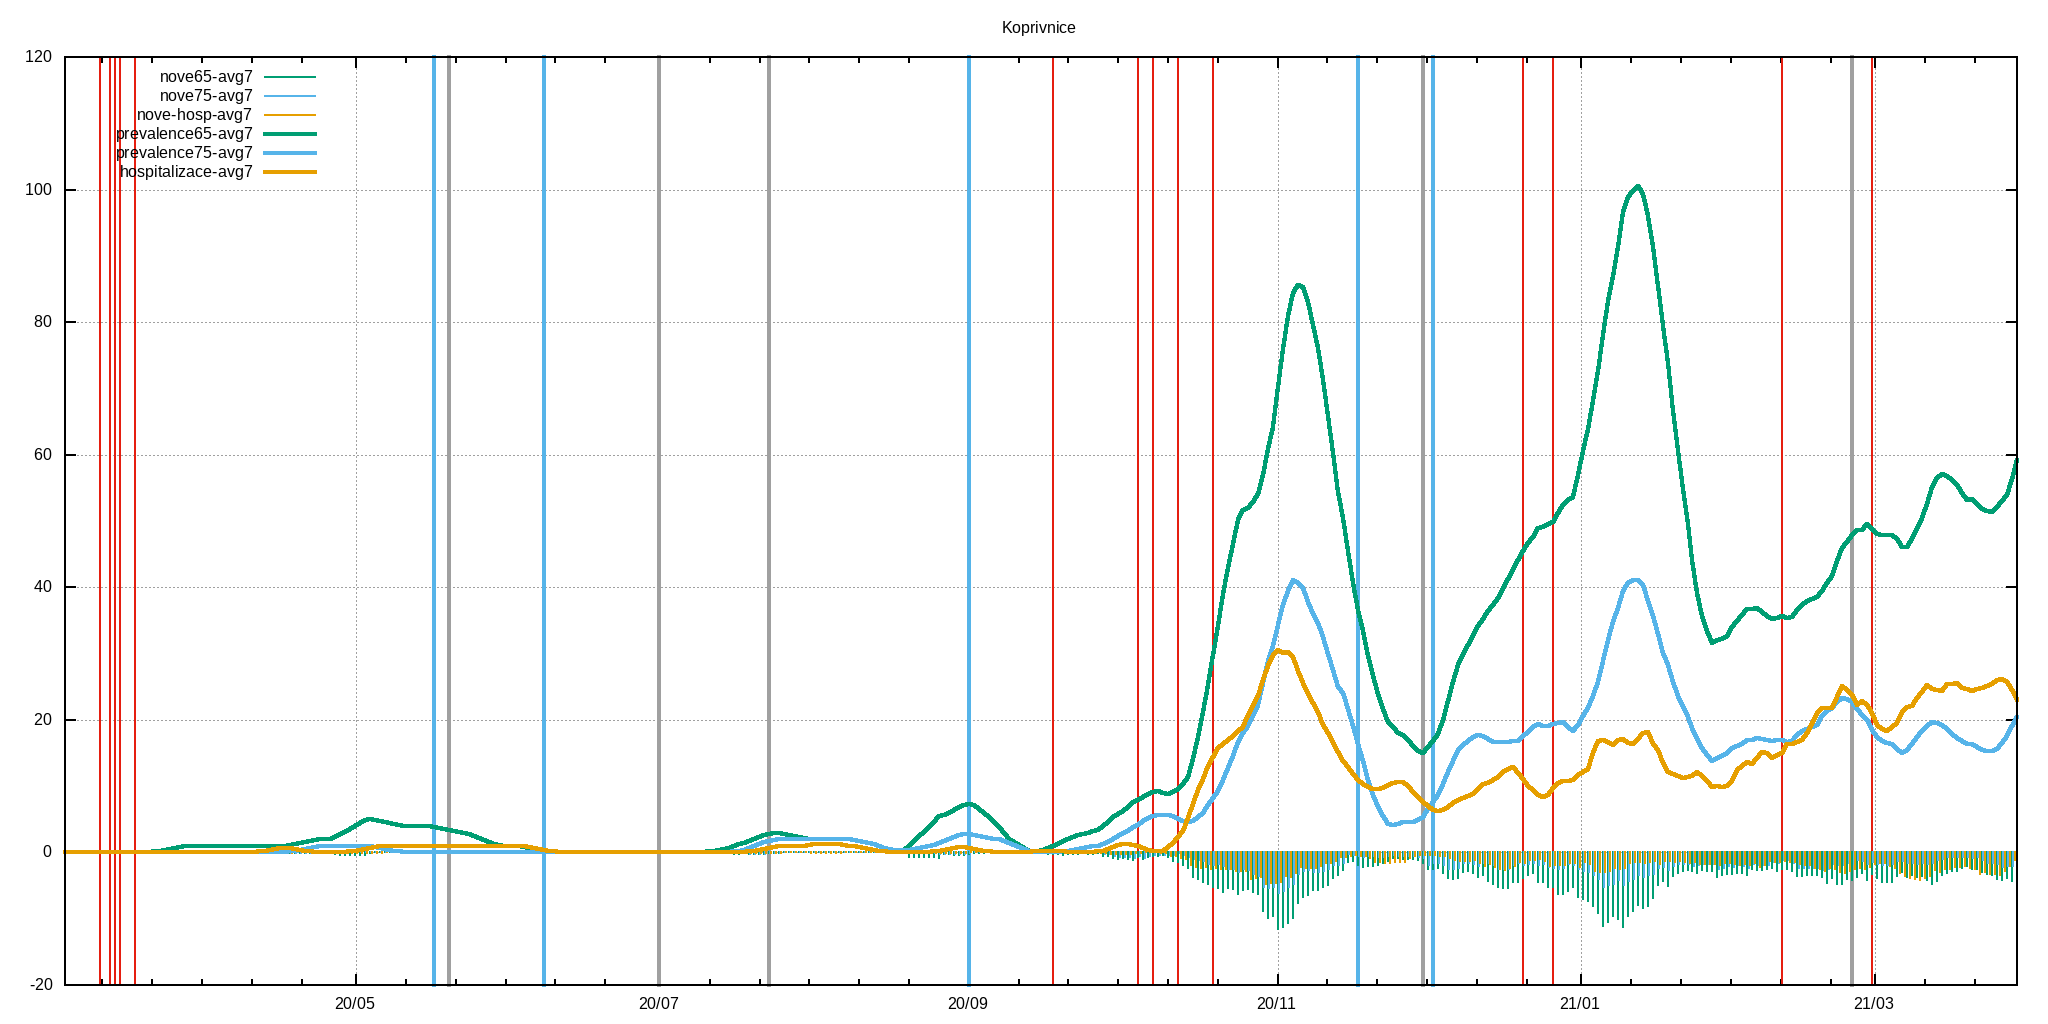 Koprivnice
120
100
80
60
40
20
0
-20
nove65-avg7
nove75-avg7
nove-hosp-avg7
prevalence65-avg7
prevalence75-avg7
hospitalizace-avg7
20/05 20/07 20/09 20/11 21/01 21/03